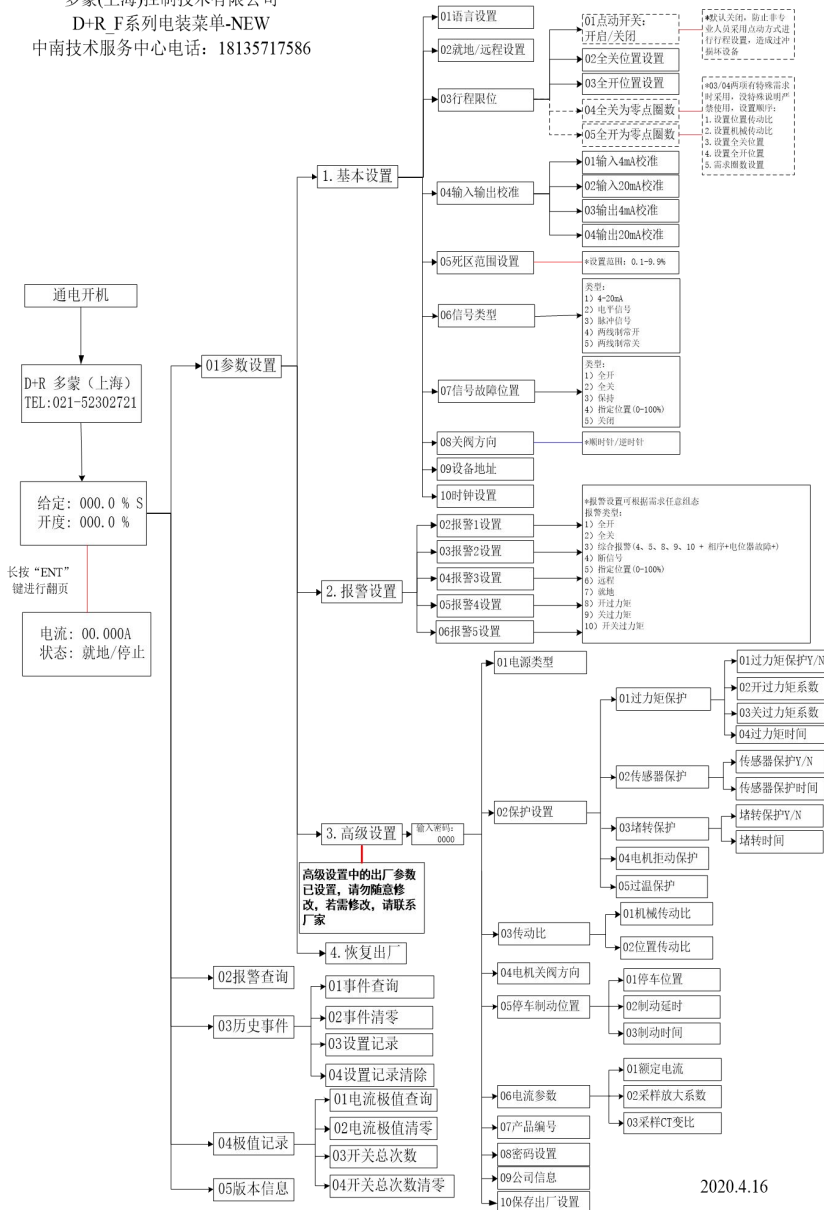 多蒙(上海)控制技术有限公司
D+R_F系列电装菜单-NEW
中南技术服务中心电话：18135717586
通电开机
D+R 多蒙（上海）
TEL:021-52302721
给定: 000.0 % S
开度: 000.0 %
长按“ENT”
键进行翻页
电流: 00.000A
状态: 就地/停止
01参数设置
1.基本设置
01语言设置
02就地/远程设置
03行程限位
01点动开关:
开启/关闭
*默认关闭，防止非专
业人员采用点动方式进
行行程设置，造成过冲
损坏设备
02全关位置设置
03全开位置设置
04全关为零点圈数
05全开为零点圈数
*03/04两项有特殊需求
时采用，没特殊说明严
禁使用，设置顺序：
1. 设置位置传动比
2. 设置机械传动比
3. 设置全关位置
4. 设置全开位置
5. 需求圈数设置
04输入输出校准
01输入4mA校准
02输入20mA校准
03输出4mA校准
04输出20mA校准
05死区范围设置
*设置范围: 0.1-9.9%
06信号类型
类型:
1) 4-20mA
2) 电平信号
3) 脉冲信号
4) 两线制常开
5) 两线制常关
07信号故障位置
类型:
1) 全开
2) 全关
3) 保持
4) 指定位置(0-100%)
5) 关闭
08关阀方向
*顺时针/逆时针
09设备地址
10时钟设置
2.报警设置
02报警1设置
03报警2设置
04报警3设置
05报警4设置
06报警5设置
*报警设置可根据需求任意组态
报警类型:
1) 全开
2) 全关
3) 综合报警(4、5、8、9、10 + 相序+电位器故障+)
4) 断信号
5) 指定位置(0-100%)
6) 远程
7) 就地
8) 开过力矩
9) 关过力矩
10) 开关过力矩
3.高级设置
输入密码:
0000
高级设置中的出厂参数
已设置，请勿随意修
改，若需修改，请联系
厂家
01电源类型
02保护设置
01过力矩保护
01过力矩保护Y/N
02开过力矩系数
03关过力矩系数
04过力矩时间
02传感器保护
传感器保护Y/N
传感器保护时间
03堵转保护
堵转保护Y/N
堵转时间
04电机拒动保护
05过温保护
03传动比
01机械传动比
02位置传动比
04电机关阀方向
05停车制动位置
01停车位置
02制动延时
03制动时间
06电流参数
01额定电流
02采样放大系数
03采样CT变比
07产品编号
08密码设置
09公司信息
10保存出厂设置
4.恢复出厂
02报警查询
03历史事件
01事件查询
02事件清零
03设置记录
04设置记录清除
04极值记录
01电流极值查询
02电流极值清零
03开关总次数
04开关总次数清零
05版本信息
2020.4.16